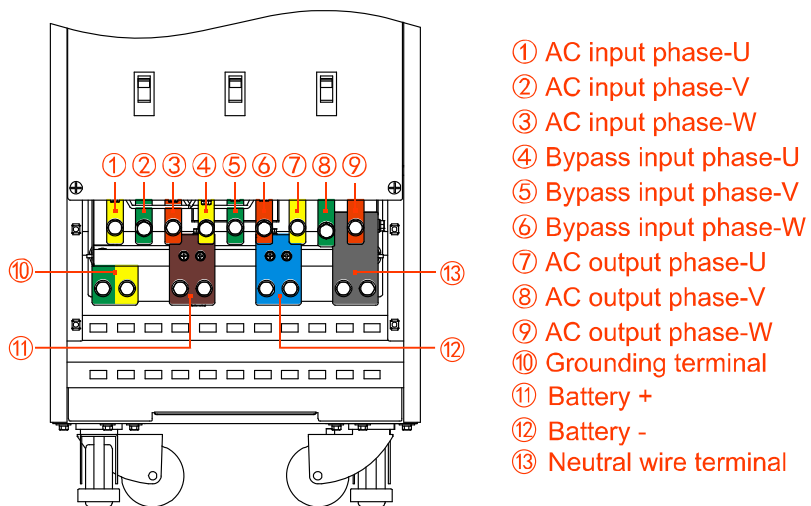 ① ② ③ ④ ⑤ ⑥ ⑦ ⑧ ⑨
⑩
⑬
⑪
⑫
① AC input phase-U
② AC input phase-V
③ AC input phase-W
④ Bypass input phase-U
⑤ Bypass input phase-V
⑥ Bypass input phase-W
⑦ AC output phase-U
⑧ AC output phase-V
⑨ AC output phase-W
⑩ Grounding terminal
⑪ Battery +
⑫ Battery -
⑬ Neutral wire terminal